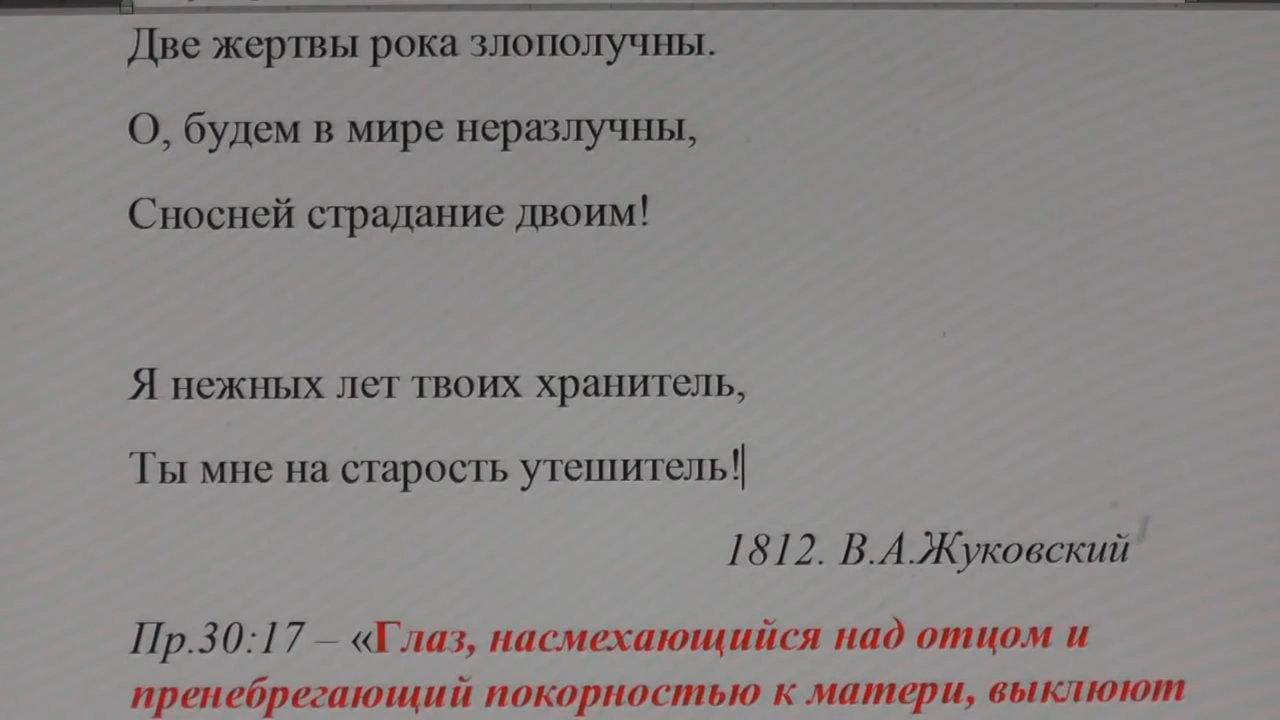 Две жертвы рока злополучны.
О, будем в мире неразлучны,
Сносней страдание двоим!
Я нежных лет твоих хранитель,
Ты мне на старость утешитель!
1812. В.А.Жуковский
Пр.30:17 – «Глаз, насмехающийся над отцом и
пренебрегающий покорностью к матери, выклюют